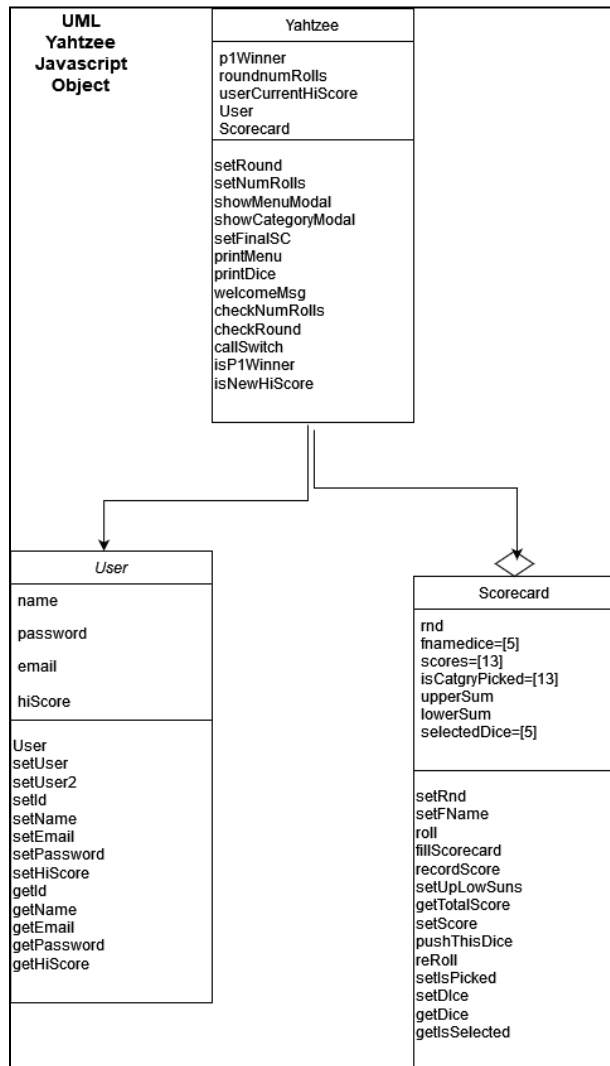 UML
Yahtzee
Javascript
Object
Yahtzee
p1Winner
roundnumRolls
userCurrentHiScore
User
Scorecard
setRound
setNumRolls
showMenuModal
showCategoryModal
setFinalSC
printMenu
printDice
welcomeMsg
checkNumRolls
checkRound
callSwitch
isP1Winner
isNewHiScore
User
name
password
email
hiScore
User
setUser
setUser2
setId
setName
setEmail
setPassword
setHiScore
getId
getName
getEmail
getPassword
getHiScore
Scorecard
rnd
fnamedice=[5]
scores=[13]
isCatgryPicked=[13]
upperSum
lowerSum
selectedDice=[5]
setRnd
setFName
roll
fillScorecard
recordScore
setUpLowSuns
getTotalScore
setScore
pushThisDice
reRoll
setIsPicked
setDIce
getDice
getIsSelected